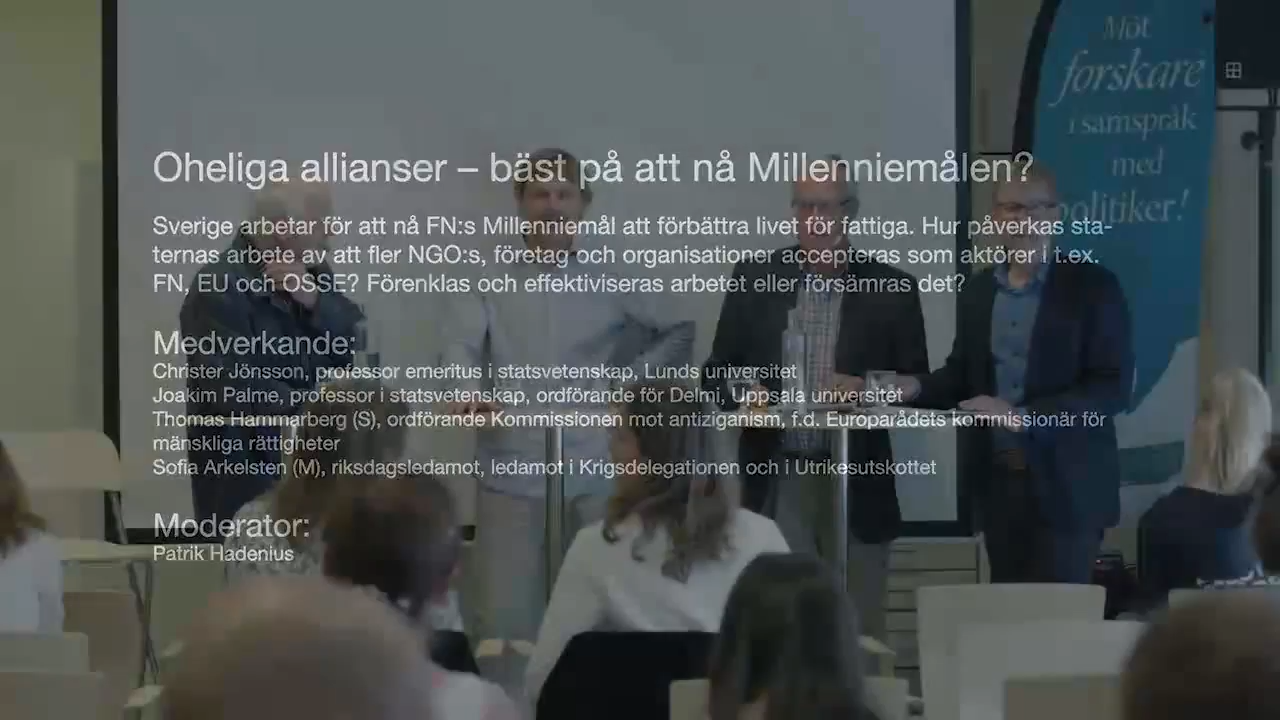 Möt
forskare
i samspråk
med
politiker!
Oheliga allianser – bäst på att nå Millenniemålen?
Sverige arbetar för att nå FN:s Millenniemål att förbättra livet för fattiga. Hur påverkas sta-
ternas arbete av att fler NGO:s, företag och organisationer accepteras som aktörer i t.ex.
FN, EU och OSSE? Förenklas och effektiviseras arbetet eller försämras det?
Medverkande:
Christer Jönsson, professor emeritus i statsvetenskap, Lunds universitet
Joakim Palme, professor i statsvetenskap, ordförande för Delmi, Uppsala universitet
Thomas Hammarberg (S), ordförande Kommissionen mot antiziganism, f.d. Europarådets kommissionär för
mänskliga rättigheter
Sofia Arkelsten (M), riksdagsledamot, ledamot i Krigsdelegationen och i Utrikesutskottet
Moderator:
Patrik Hadenius